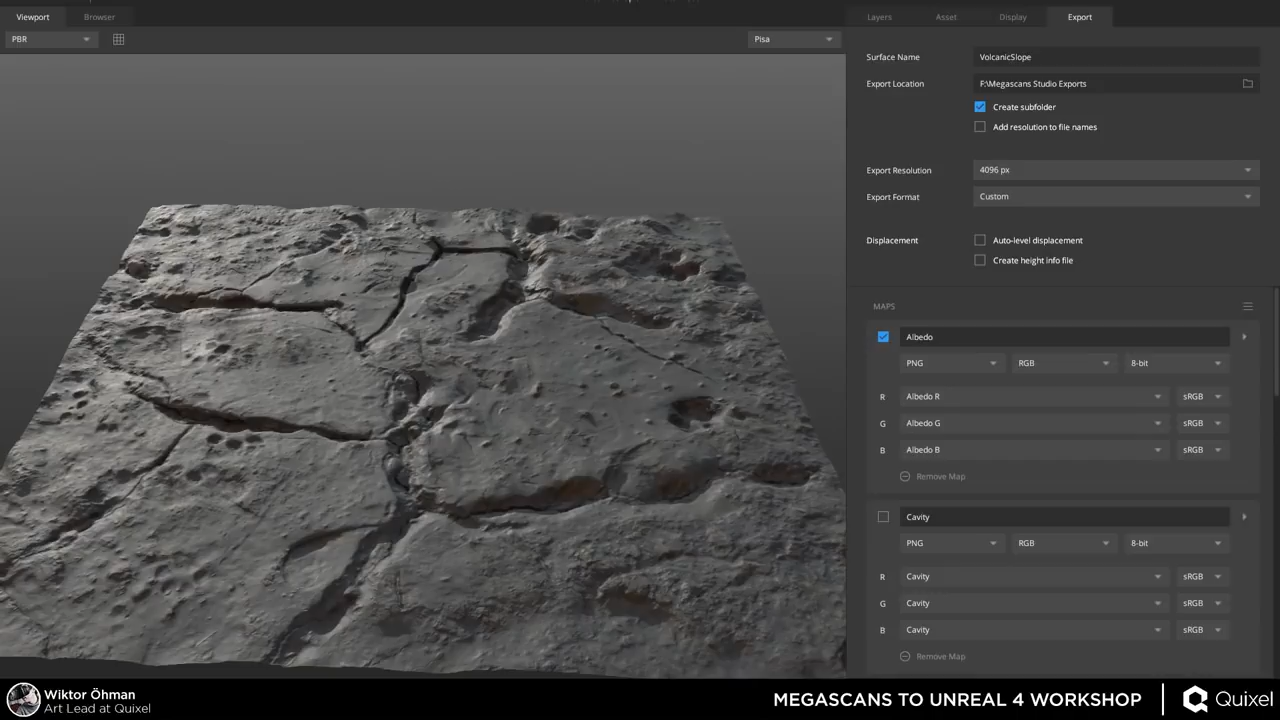 Viewport Browser
Layers Asset Display Export
PBR
Pisa
Surface Name VolcanicSlope
Export Location F:\Megascans Studio Exports
Create subfolder
Add resolution to file names
Export Resolution 4096 px
Export Format Custom
Displacement Auto-level displacement
Create height info file
MAPS
Albedo
PNG RGB 8-bit
R Albedo R sRGB
G Albedo G sRGB
B Albedo B sRGB
Remove Map
Cavity
PNG RGB 8-bit
R Cavity sRGB
G Cavity sRGB
B Cavity sRGB
Remove Map
Wiktor Öhman
Art Lead at Quixel
MEGASCANS TO UNREAL 4 WORKSHOP
Quixel